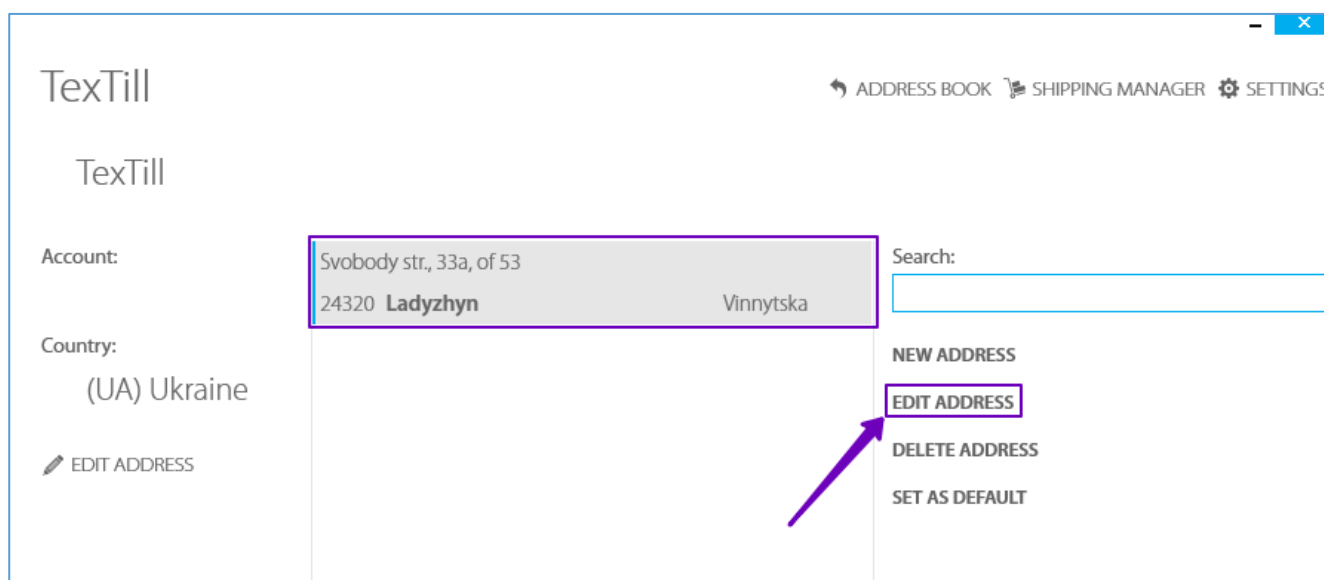 TexTill
ADDRESS BOOK SHIPPING MANAGER SETTINGS
TexTill
Account:
Svobody str., 33a, of 53
24320 Ladyzhyn Vinnytska
Search:
Country:
(UA) Ukraine
EDIT ADDRESS
NEW ADDRESS
EDIT ADDRESS
DELETE ADDRESS
SET AS DEFAULT